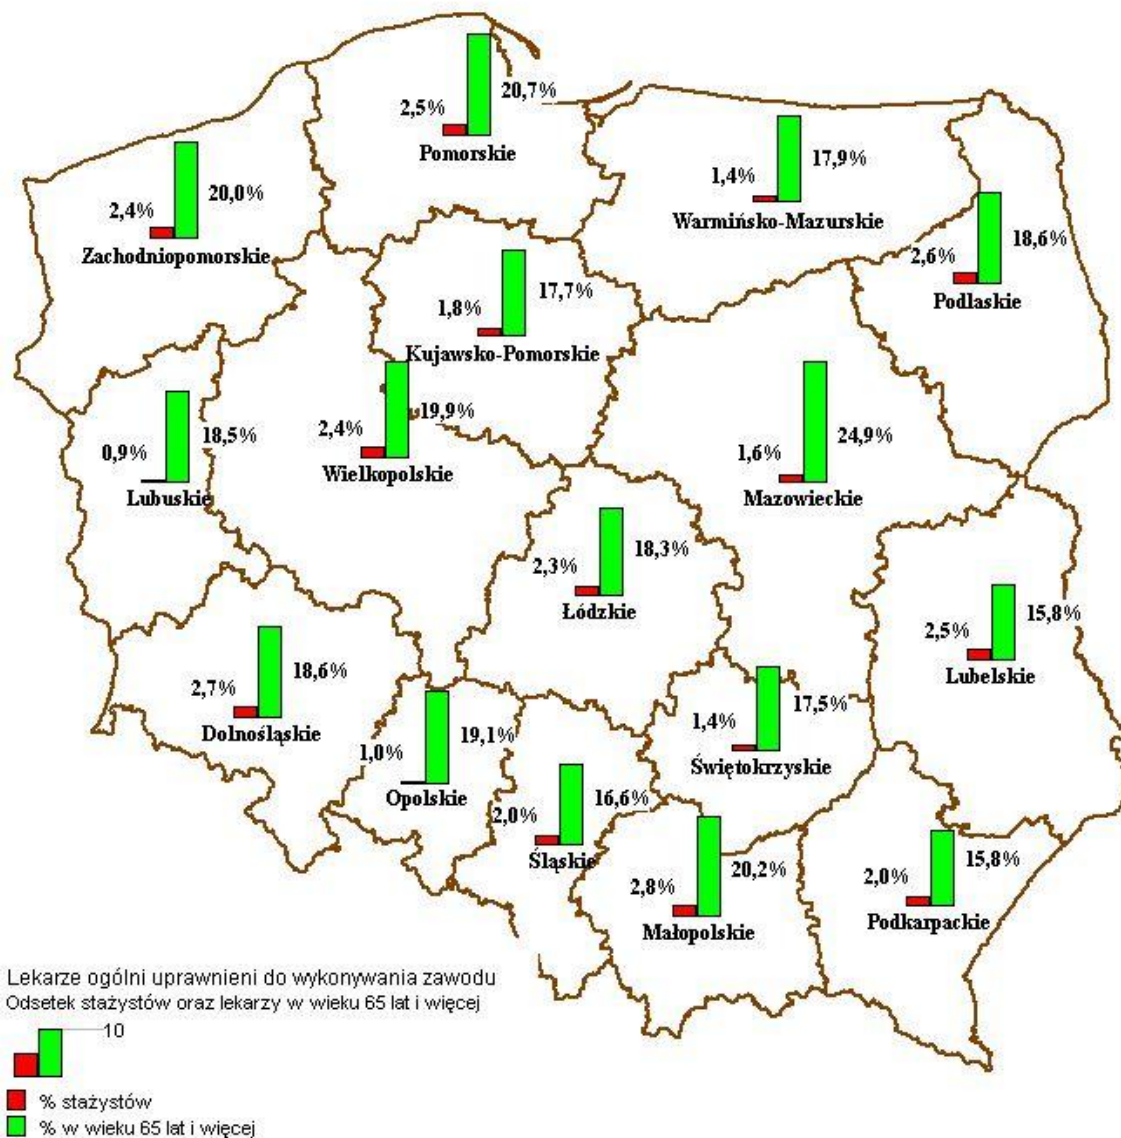 20,7%
2,5%
Pomorskie
17,9%
1,4%
Warmińsko-Mazurskie
20,0%
2,4%
Zachodniopomorskie
18,6%
2,6%
Podlaskie
17,7%
1,8%
Kujawsko-Pomorskie
19,9%
2,4%
Wielkopolskie
18,5%
0,9%
Lubuskie
24,9%
1,6%
Mazowieckie
18,3%
2,3%
Łódzkie
15,8%
2,5%
Lubelskie
18,6%
2,7%
Dolnośląskie
17,5%
1,4%
Świętokrzyskie
19,1%
1,0%
Opolskie
16,6%
2,0%
Śląskie
20,2%
2,8%
Małopolskie
15,8%
2,0%
Podkarpackie
Lekarze ogólni uprawnieni do wykonywania zawodu
Odsetek stażystów oraz lekarzy w wieku 65 lat i więcej
10
% stażystów
% w wieku 65 lat i więcej